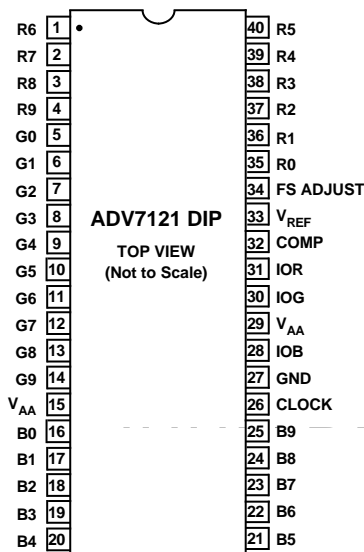 R6 1 40 R5
R7 2 39 R4
R8 3 38 R3
R9 4 37 R2
G0 5 36 R1
G1 6 35 R0
G2 7 34 FS ADJUST
G3 8 ADV7121 DIP 33 VREF
G4 9 TOP VIEW 32 COMP
G5 10 (Not to Scale) 31 IOR
G6 11 30 IOG
G7 12 29 VAA
G8 13 28 IOB
G9 14 27 GND
VAA 15 26 CLOCK
B0 16 25 B9
B1 17 24 B8
B2 18 23 B7
B3 19 22 B6
B4 20 21 B5